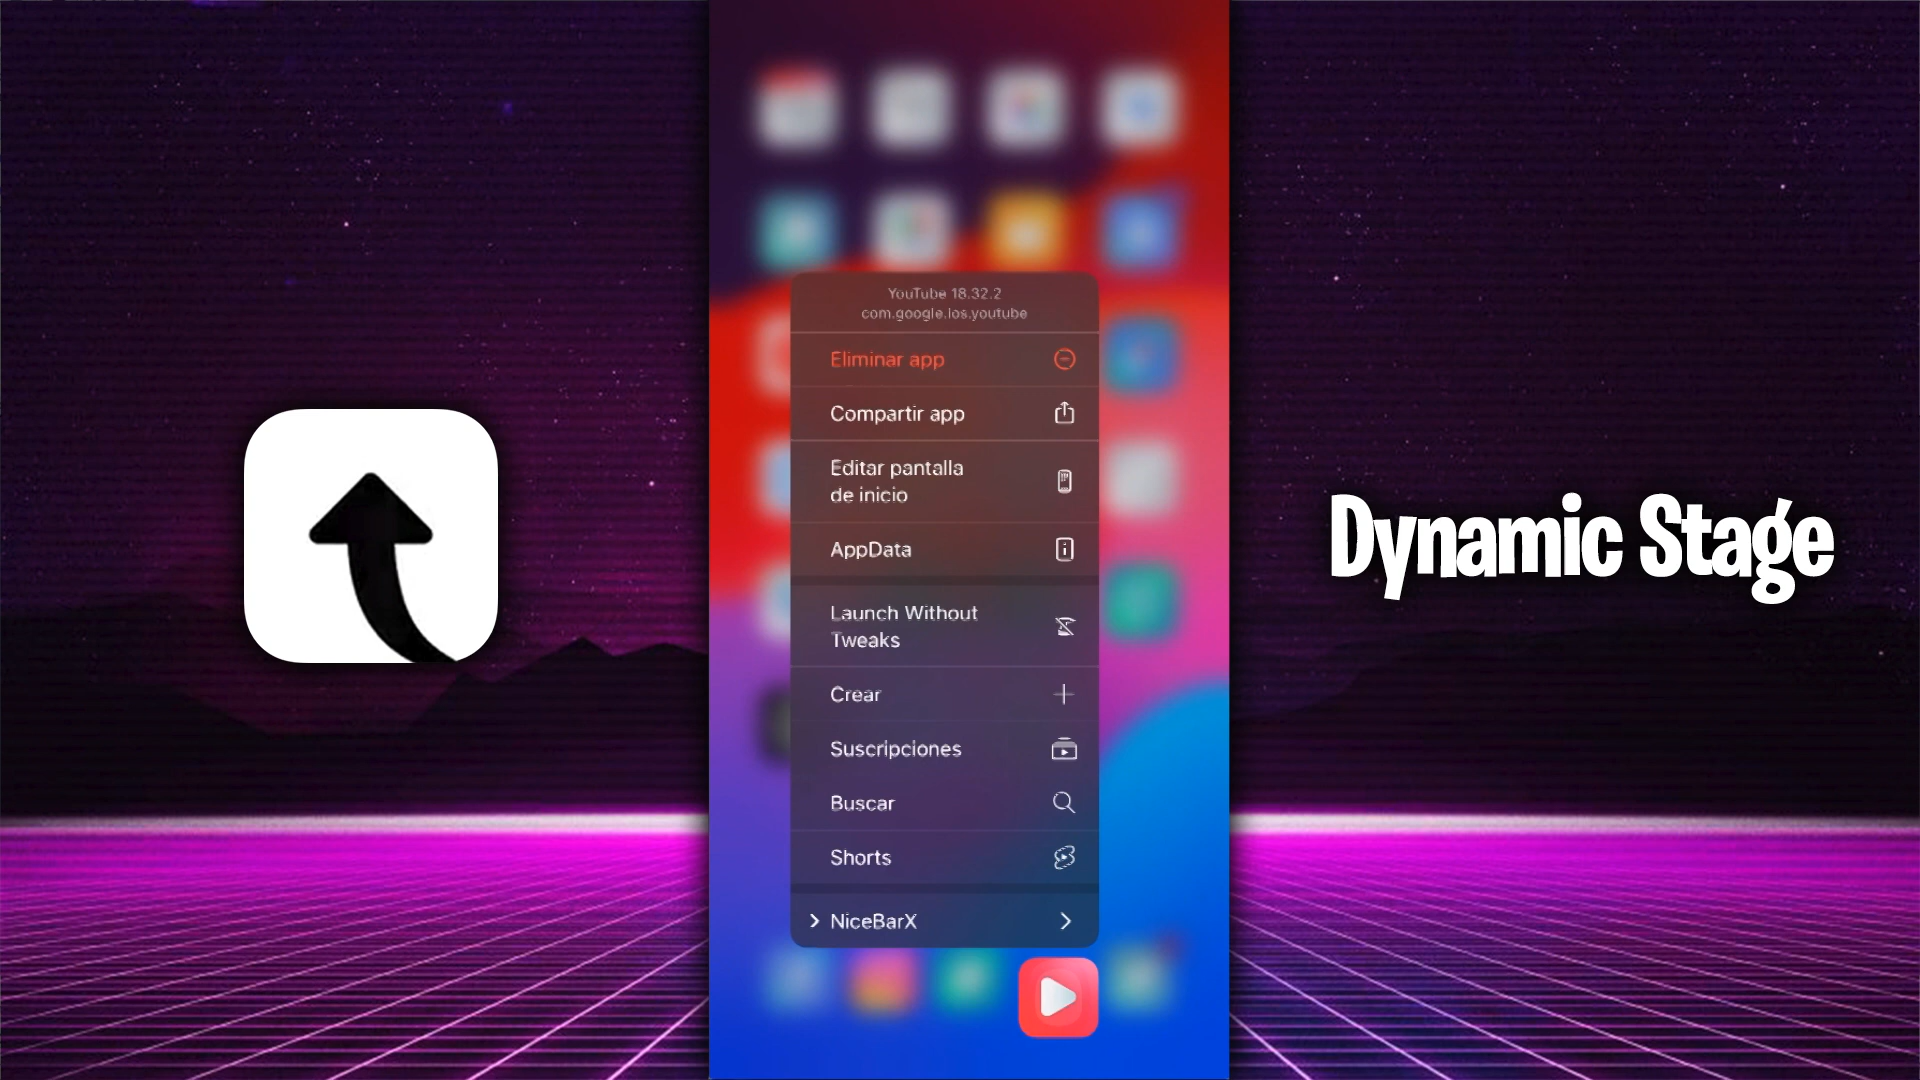 YouTube 18.32.2
com.google.ios.youtube
Eliminar app
Compartir app
Editar pantalla
de inicio
AppData
Launch Without
Tweaks
Crear
Suscripciones
Buscar
Shorts
NiceBarX
Dynamic Stage